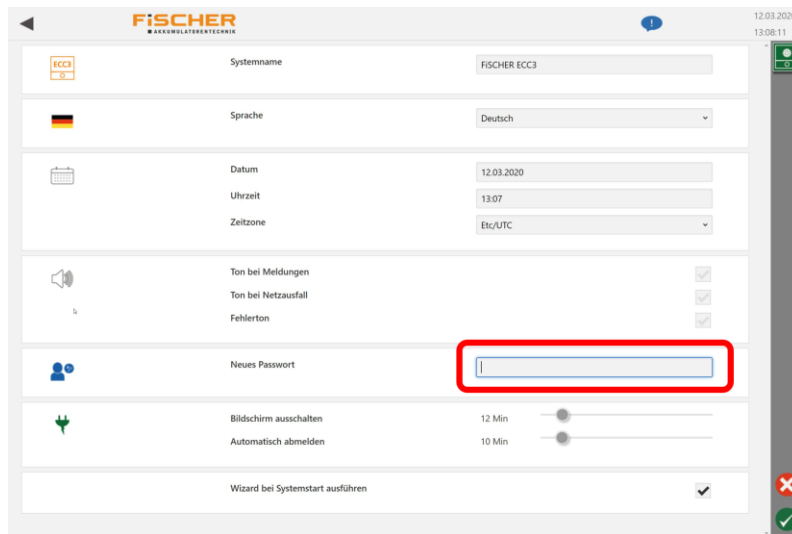 FiSCHER
AKKUMULATORENTECHNIK
12.03.2020
13:08:11
ECC3
Systemname
FiSCHER ECC3
Sprache
Deutsch
Datum
12.03.2020
Uhrzeit
13:07
Zeitzone
Etc/UTC
Ton bei Meldungen
Ton bei Netzausfall
Fehlerton
Neues Passwort
Bildschirm ausschalten
12 Min
Automatisch abmelden
10 Min
Wizard bei Systemstart ausführen